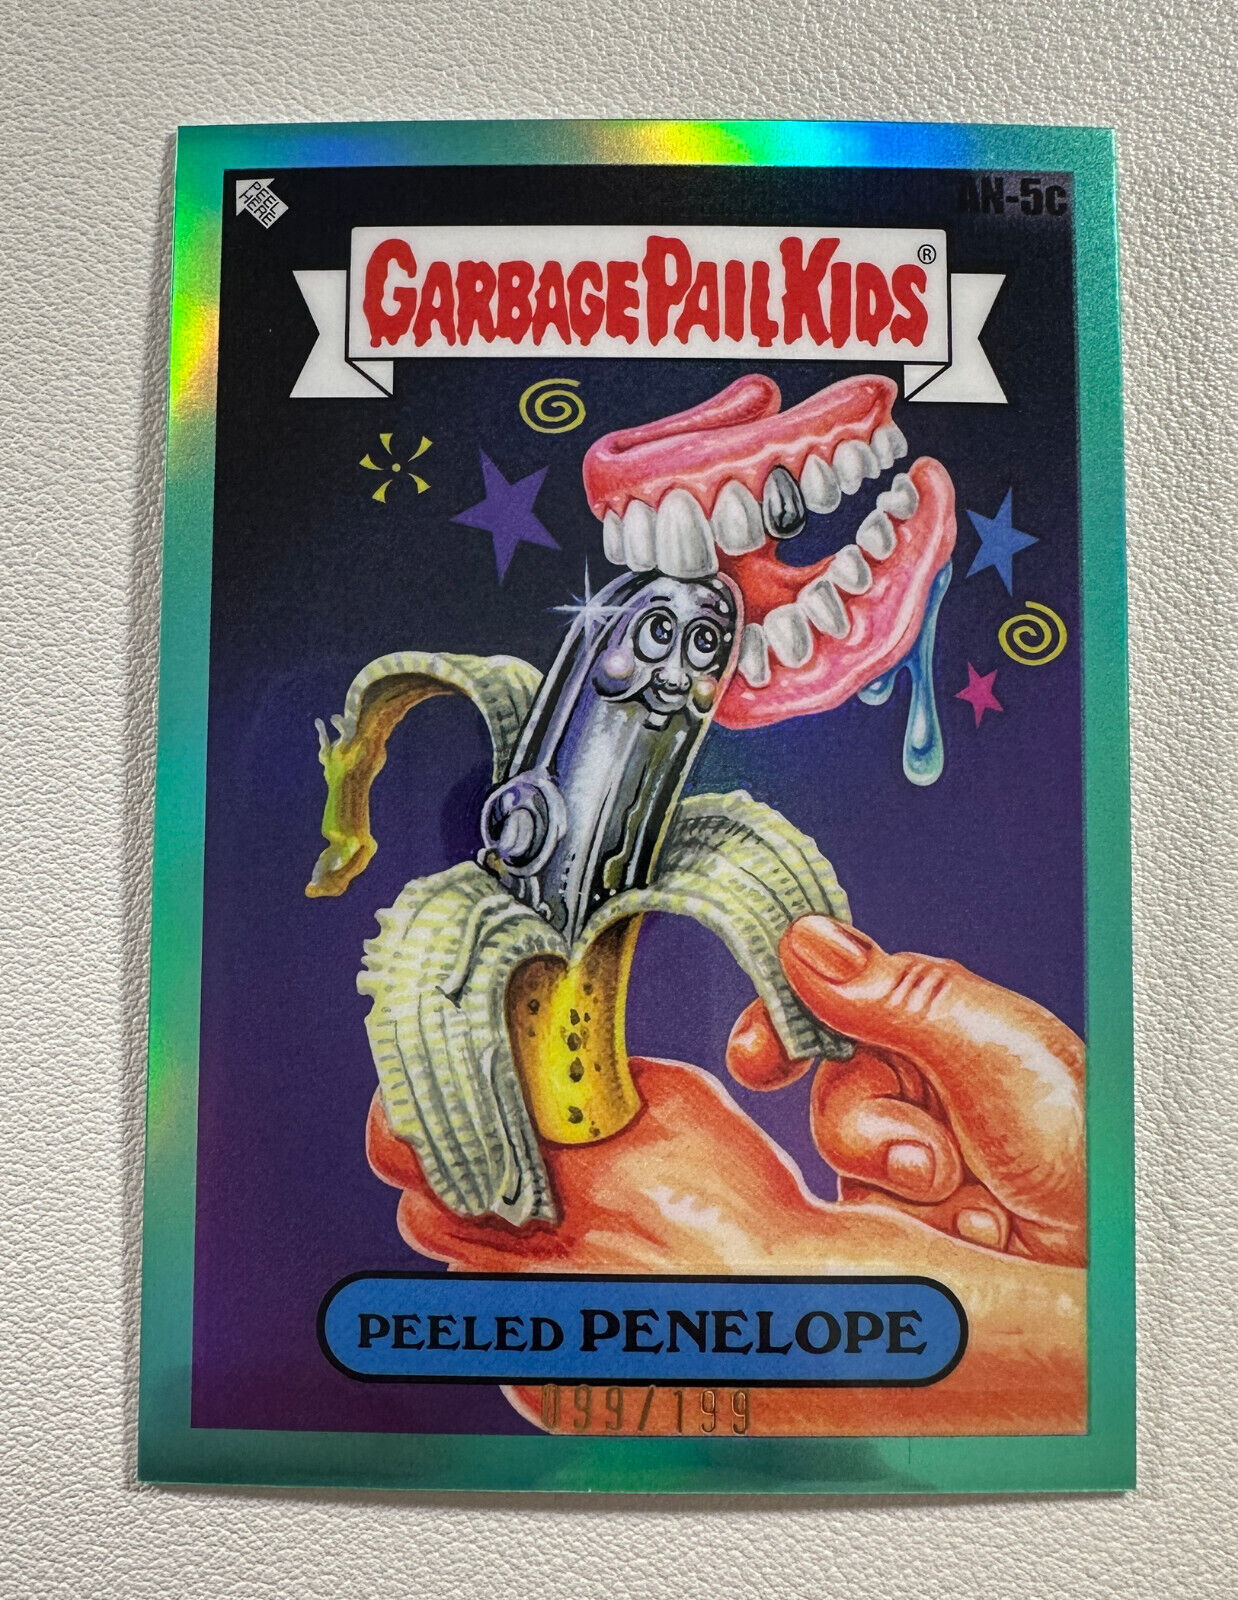 PEEL HERE
AN-5c
GARBAGE PAIL KIDS®
PEELED PENELOPE
099/199